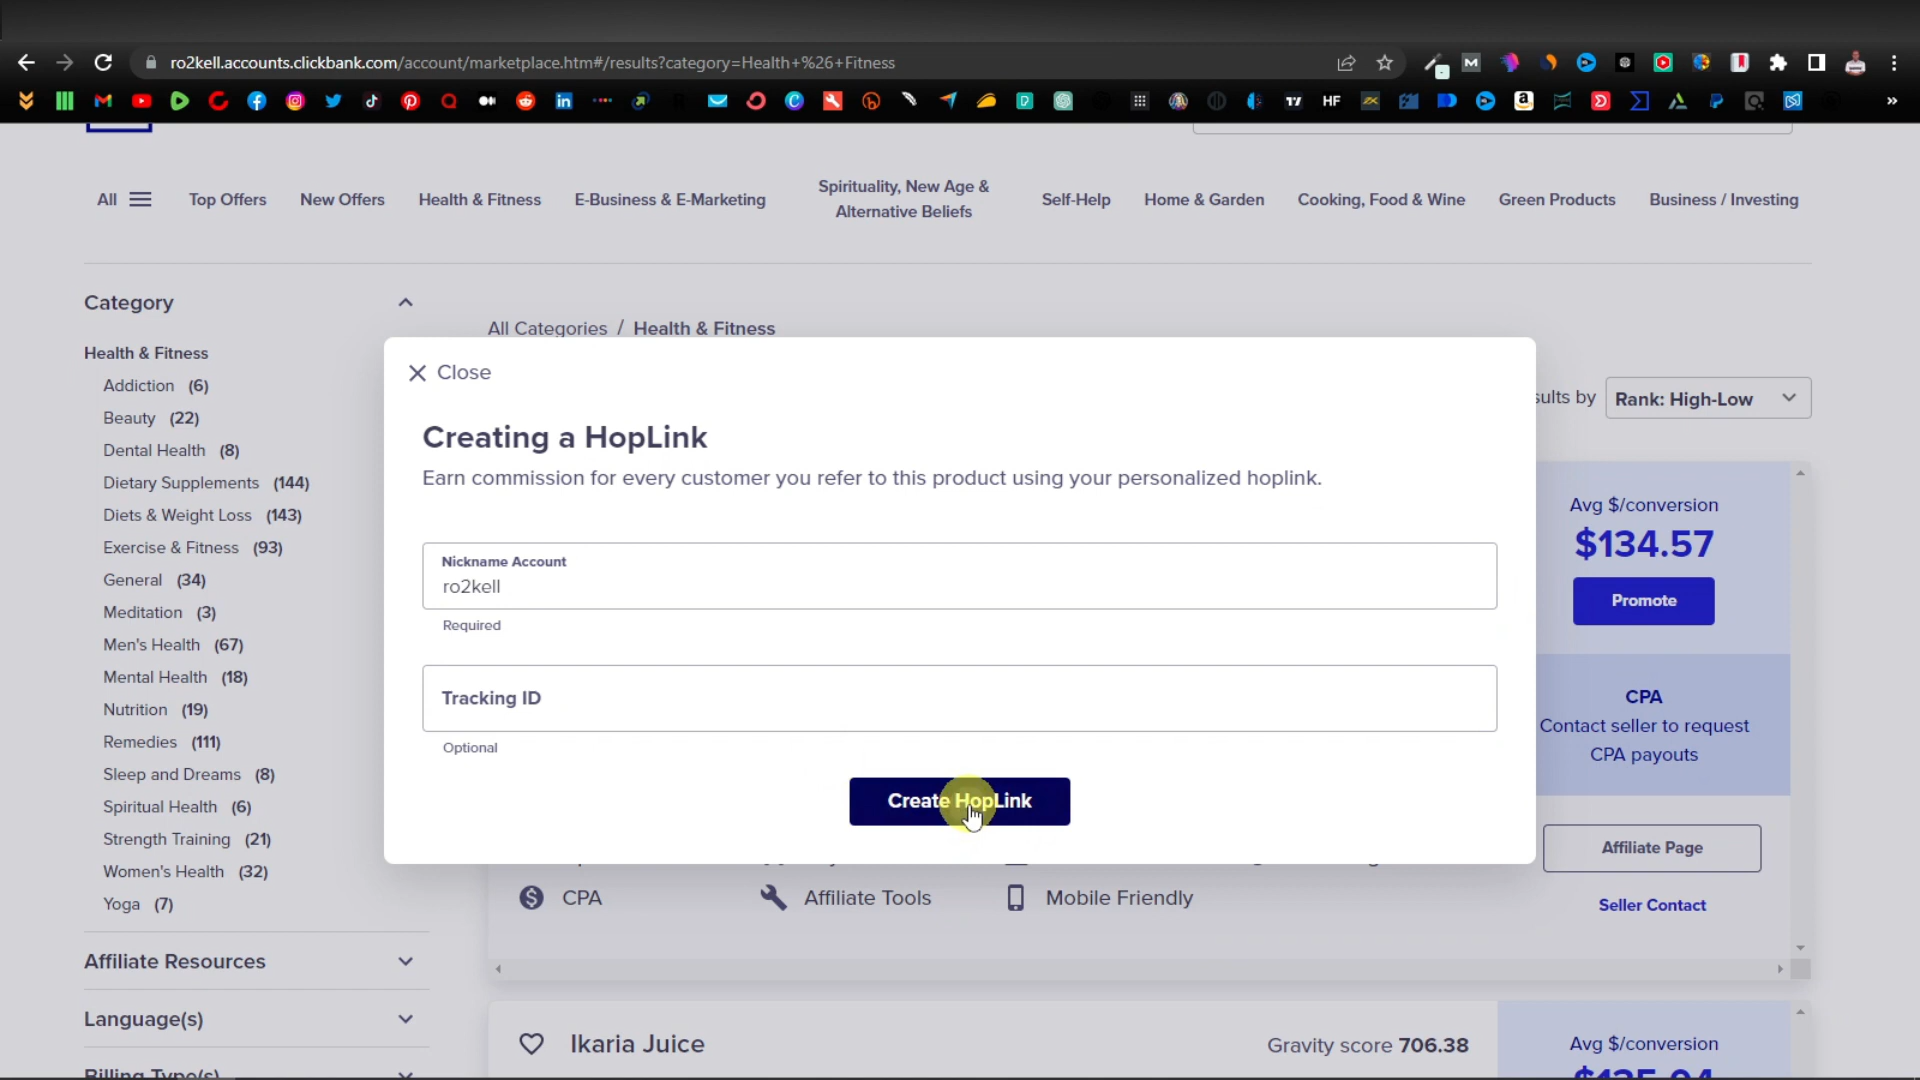 ro2kell.accounts.clickbank.com/account/marketplace.htm#/results?category=Health+%26+Fitness
HF
All
Top Offers
New Offers
Health & Fitness
E-Business & E-Marketing
Spirituality, New Age &
Alternative Beliefs
Self-Help
Home & Garden
Cooking, Food & Wine
Green Products
Business / Investing
Category
Health & Fitness
Addiction (6)
Beauty (22)
Dental Health (8)
Dietary Supplements (144)
Diets & Weight Loss (143)
Exercise & Fitness (93)
General (34)
Meditation (3)
Men's Health (67)
Mental Health (18)
Nutrition (19)
Remedies (111)
Sleep and Dreams (8)
Spiritual Health (6)
Strength Training (21)
Women's Health (32)
Yoga (7)
Affiliate Resources
Language(s)
Billing Type(s)
All Categories / Health & Fitness
by
Rank: High-Low
Close
Creating a HopLink
Earn commission for every customer you refer to this product using your personalized hoplink.
Nickname Account
ro2kell
Required
Tracking ID
Optional
Create HopLink
Avg $/conversion
$134.57
Promote
CPA
Contact seller to request
CPA payouts
Affiliate Page
Seller Contact
CPA
Affiliate Tools
Mobile Friendly
Ikaria Juice
Gravity score 706.38
Avg $/conversion